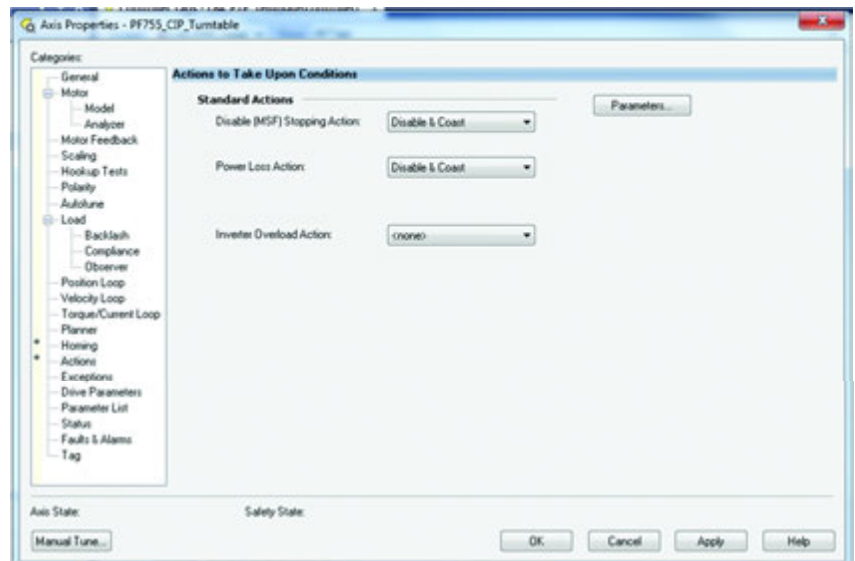 Axis Properties - PF755_CIP_Turntable
Categories:
General
Motor
Model
Analyzer
Motor Feedback
Scaling
Hookup Tests
Polarity
Autotune
Load
Backlash
Compliance
Observer
Position Loop
Velocity Loop
Torque/Current Loop
Planner
* Homing
* Actions
Exceptions
Drive Parameters
Parameter List
Status
Faults & Alarms
Tag
Actions to Take Upon Conditions
Standard Actions
Parameters...
Disable (MSF) Stopping Action: Disable & Coast
Power Loss Action: Disable & Coast
Inverter Overload Action: <none>
Axis State: Safety State:
Manual Tune... OK Cancel Apply Help